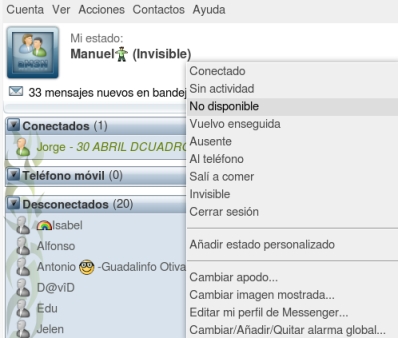 Cuenta Ver Acciones Contactos Ayuda
Mi estado:
Manuel (Invisible)
33 mensajes nuevos en bandej
Conectados (1)
Jorge - 30 ABRIL DCUADRO
Teléfono móvil (0)
Desconectados (20)
Isabel
Alfonso
Antonio -Guadalinfo Otiva
D@viD
Edu
Jelen
Conectado
Sin actividad
No disponible
Vuelvo enseguida
Ausente
Al teléfono
Salí a comer
Invisible
Cerrar sesión
Añadir estado personalizado
Cambiar apodo...
Cambiar imagen mostrada...
Editar mi perfil de Messenger...
Cambiar/Añadir/Quitar alarma global...